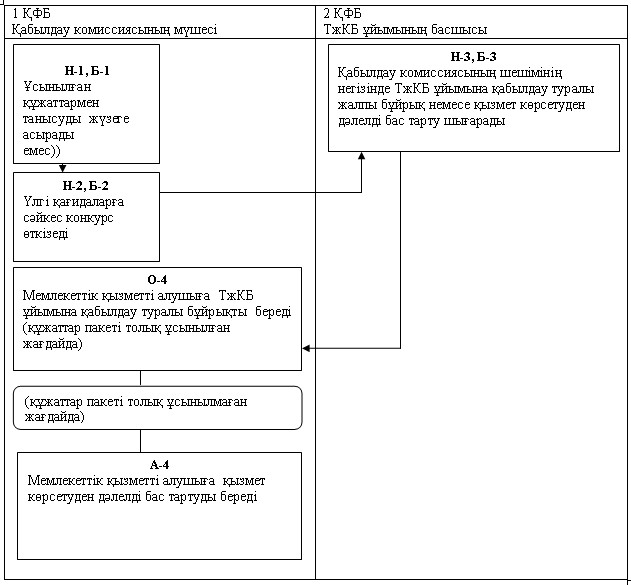 1 ҚФБ
Қабылдау комиссиясының мүшесі
2 ҚФБ
ТжКБ ұйымының басшысы
Н-1, Б-1
Ұсынылған
құжаттармен
танысуды жүзеге
асырады
емес))
Н-2, Б-2
Үлгі қағидаларға
сәйкес конкурс
өткізеді
Н-3, Б-3
Қабылдау комиссиясының шешімінің
негізінде ТжКБ ұйымына қабылдау туралы
жалпы бұйрық немесе қызмет көрсетуден
дәлелді бас тарту шығарады
О-4
Мемлекеттік қызметті алушыға ТжКБ
ұйымына қабылдау туралы бұйрықты береді
(құжаттар пакеті толық ұсынылған
жағдайда)
(құжаттар пакеті толық ұсынылмаған
жағдайда)
А-4
Мемлекеттік қызметті алушыға қызмет
көрсетуден дәлелді бас тартуды береді